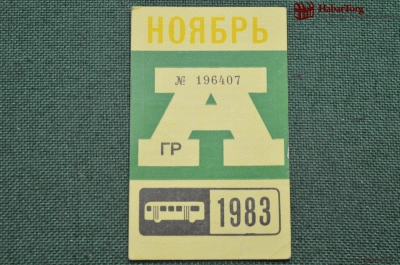 HabarTorg
НОЯБРЬ
А
№ 196407
ГР
1983